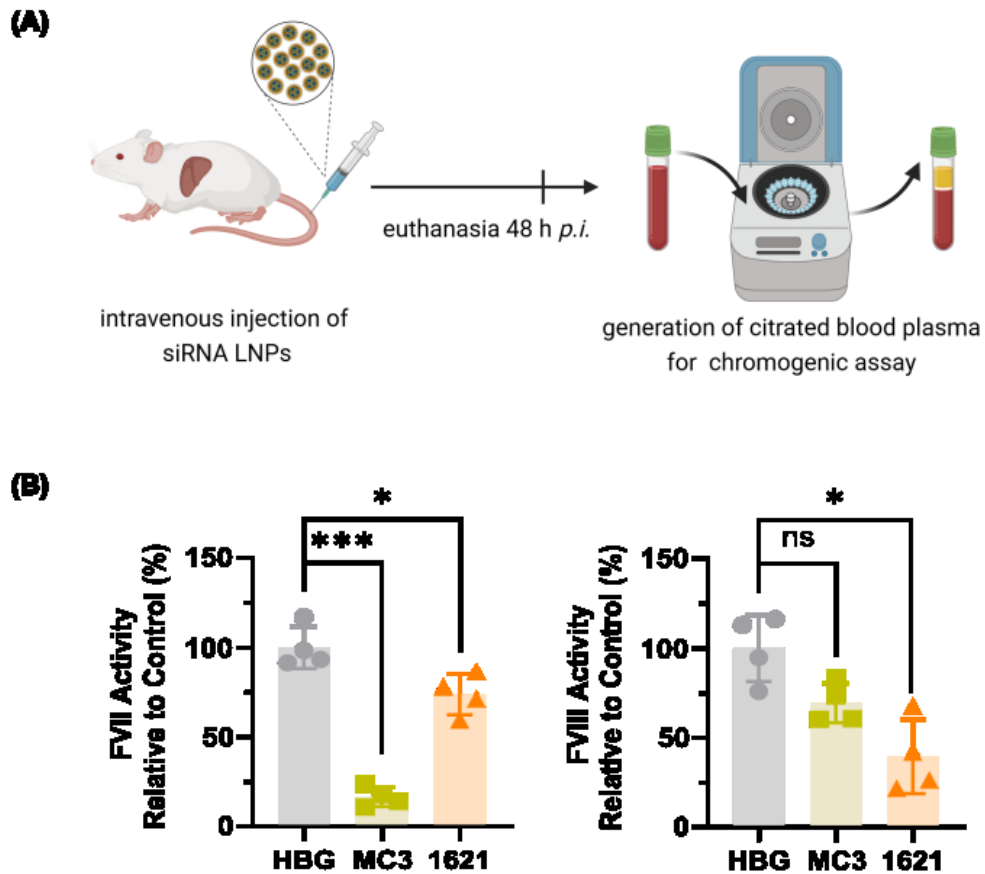 (A)
euthanasia 48 h p.i.
intravenous injection of
siRNA LNPs
generation of citrated blood plasma
for chromogenic assay
(B)
FVII Activity
Relative to Control (%)
150
100
50
0
*
***
HBG MC3 1621
FVIII Activity
Relative to Control (%)
150
100
50
0
*
ns
HBG MC3 1621